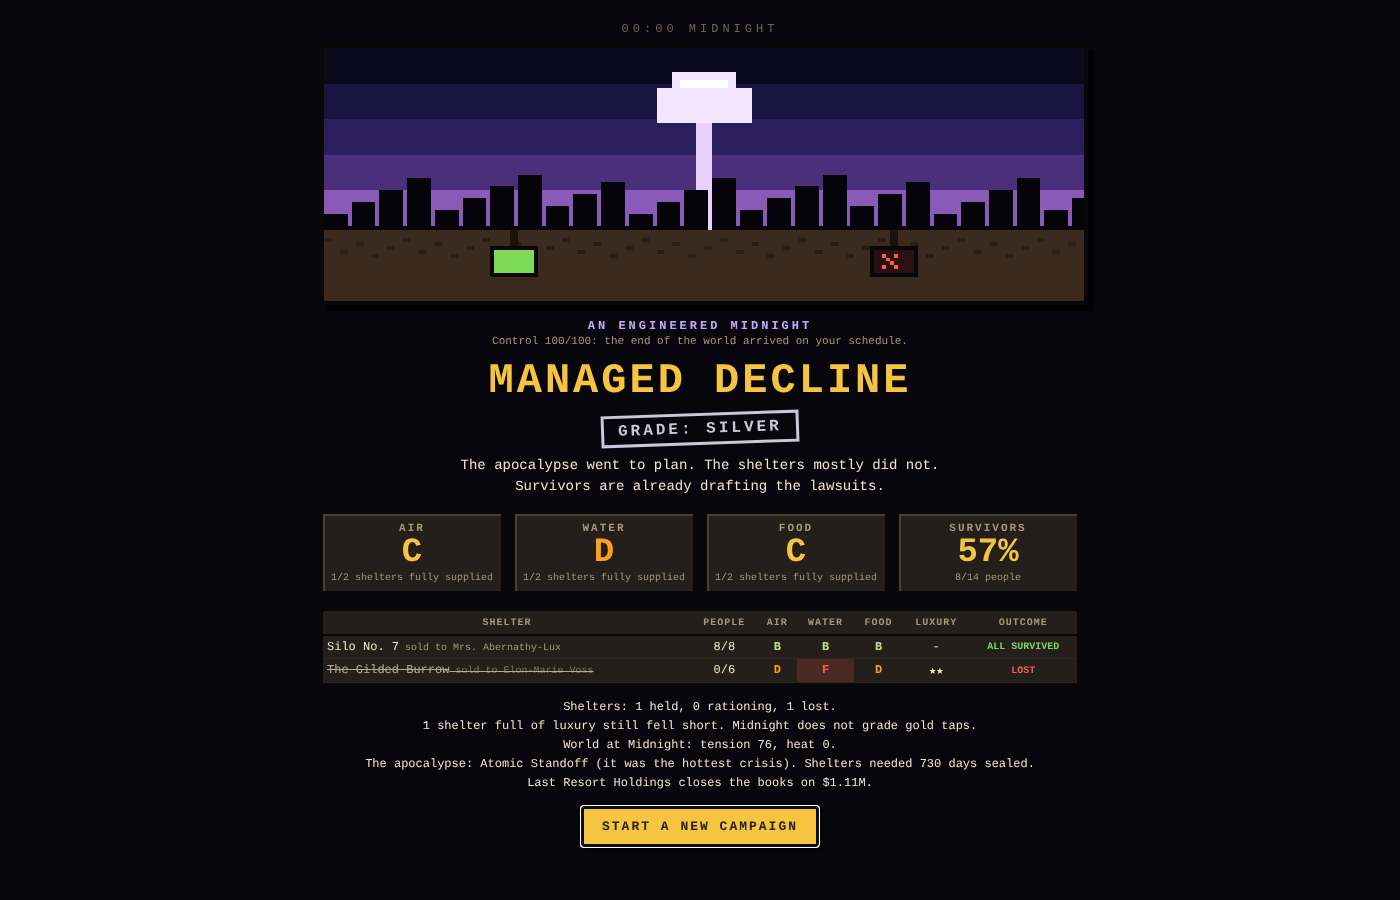 00:00 MIDNIGHT
AN ENGINEERED MIDNIGHT
Control 100/100: the end of the world arrived on your schedule.
MANAGED DECLINE
GRADE: SILVER
The apocalypse went to plan. The shelters mostly did not.
Survivors are already drafting the lawsuits.
AIR
C
1/2 shelters fully supplied
WATER
D
1/2 shelters fully supplied
FOOD
C
1/2 shelters fully supplied
SURVIVORS
57%
8/14 people
SHELTER PEOPLE AIR WATER FOOD LUXURY OUTCOME
Silo No. 7 sold to Mrs. Abernathy-Lux 8/8 B B B - ALL SURVIVED
The Gilded Burrow sold to Elon-Marie Voss 0/6 D F D ★★ LOST
Shelters: 1 held, 0 rationing, 1 lost.
1 shelter full of luxury still fell short. Midnight does not grade gold taps.
World at Midnight: tension 76, heat 0.
The apocalypse: Atomic Standoff (it was the hottest crisis). Shelters needed 730 days sealed.
Last Resort Holdings closes the books on $1.11M.
START A NEW CAMPAIGN